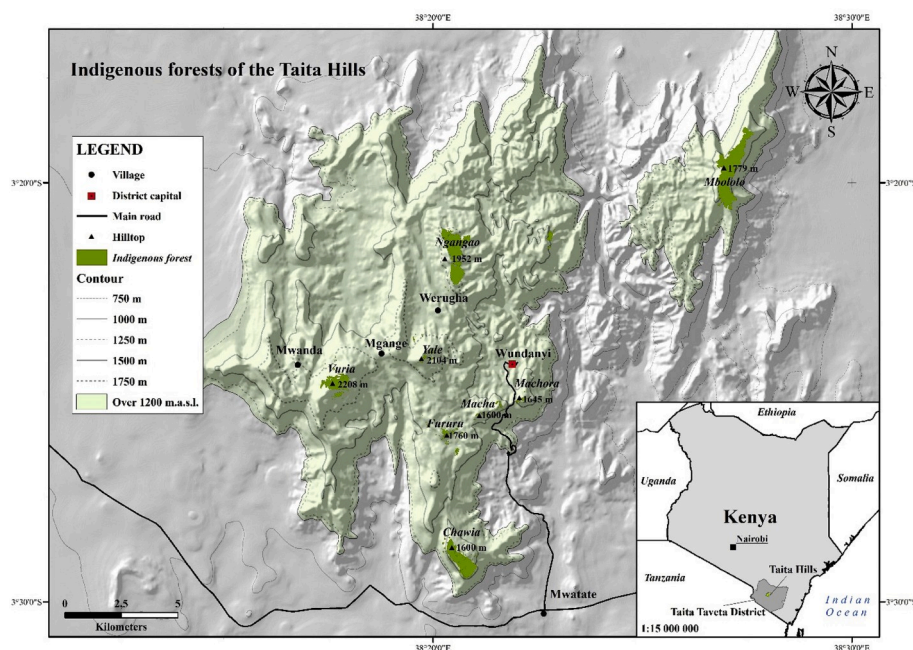 38°20'0"E
38°30'0"E
Indigenous forests of the Taita Hills
N
W
E
S
LEGEND
Village
District capital
Main road
Hilltop
Indigenous forest
Contour
750 m
1000 m
1250 m
1500 m
1750 m
Over 1200 m.a.s.l.
3°20'0"S
3°20'0"S
1779 m
Mbololo
Ngangao
1952 m
Werugha
Mgange
Mwanda
Yale
2104 m
Wundanyi
Vuria
2208 m
Machora
1645 m
Macha
1600 m
Fururu
1760 m
Chawia
1600 m
Mwatate
3°30'0"S
3°30'0"S
0 2,5 5
Kilometers
Ethiopia
Uganda
Somalia
Kenya
Nairobi
Tanzania
Taita Hills
Taita Taveta District
Indian
Ocean
1:15 000 000
38°20'0"E
38°30'0"E